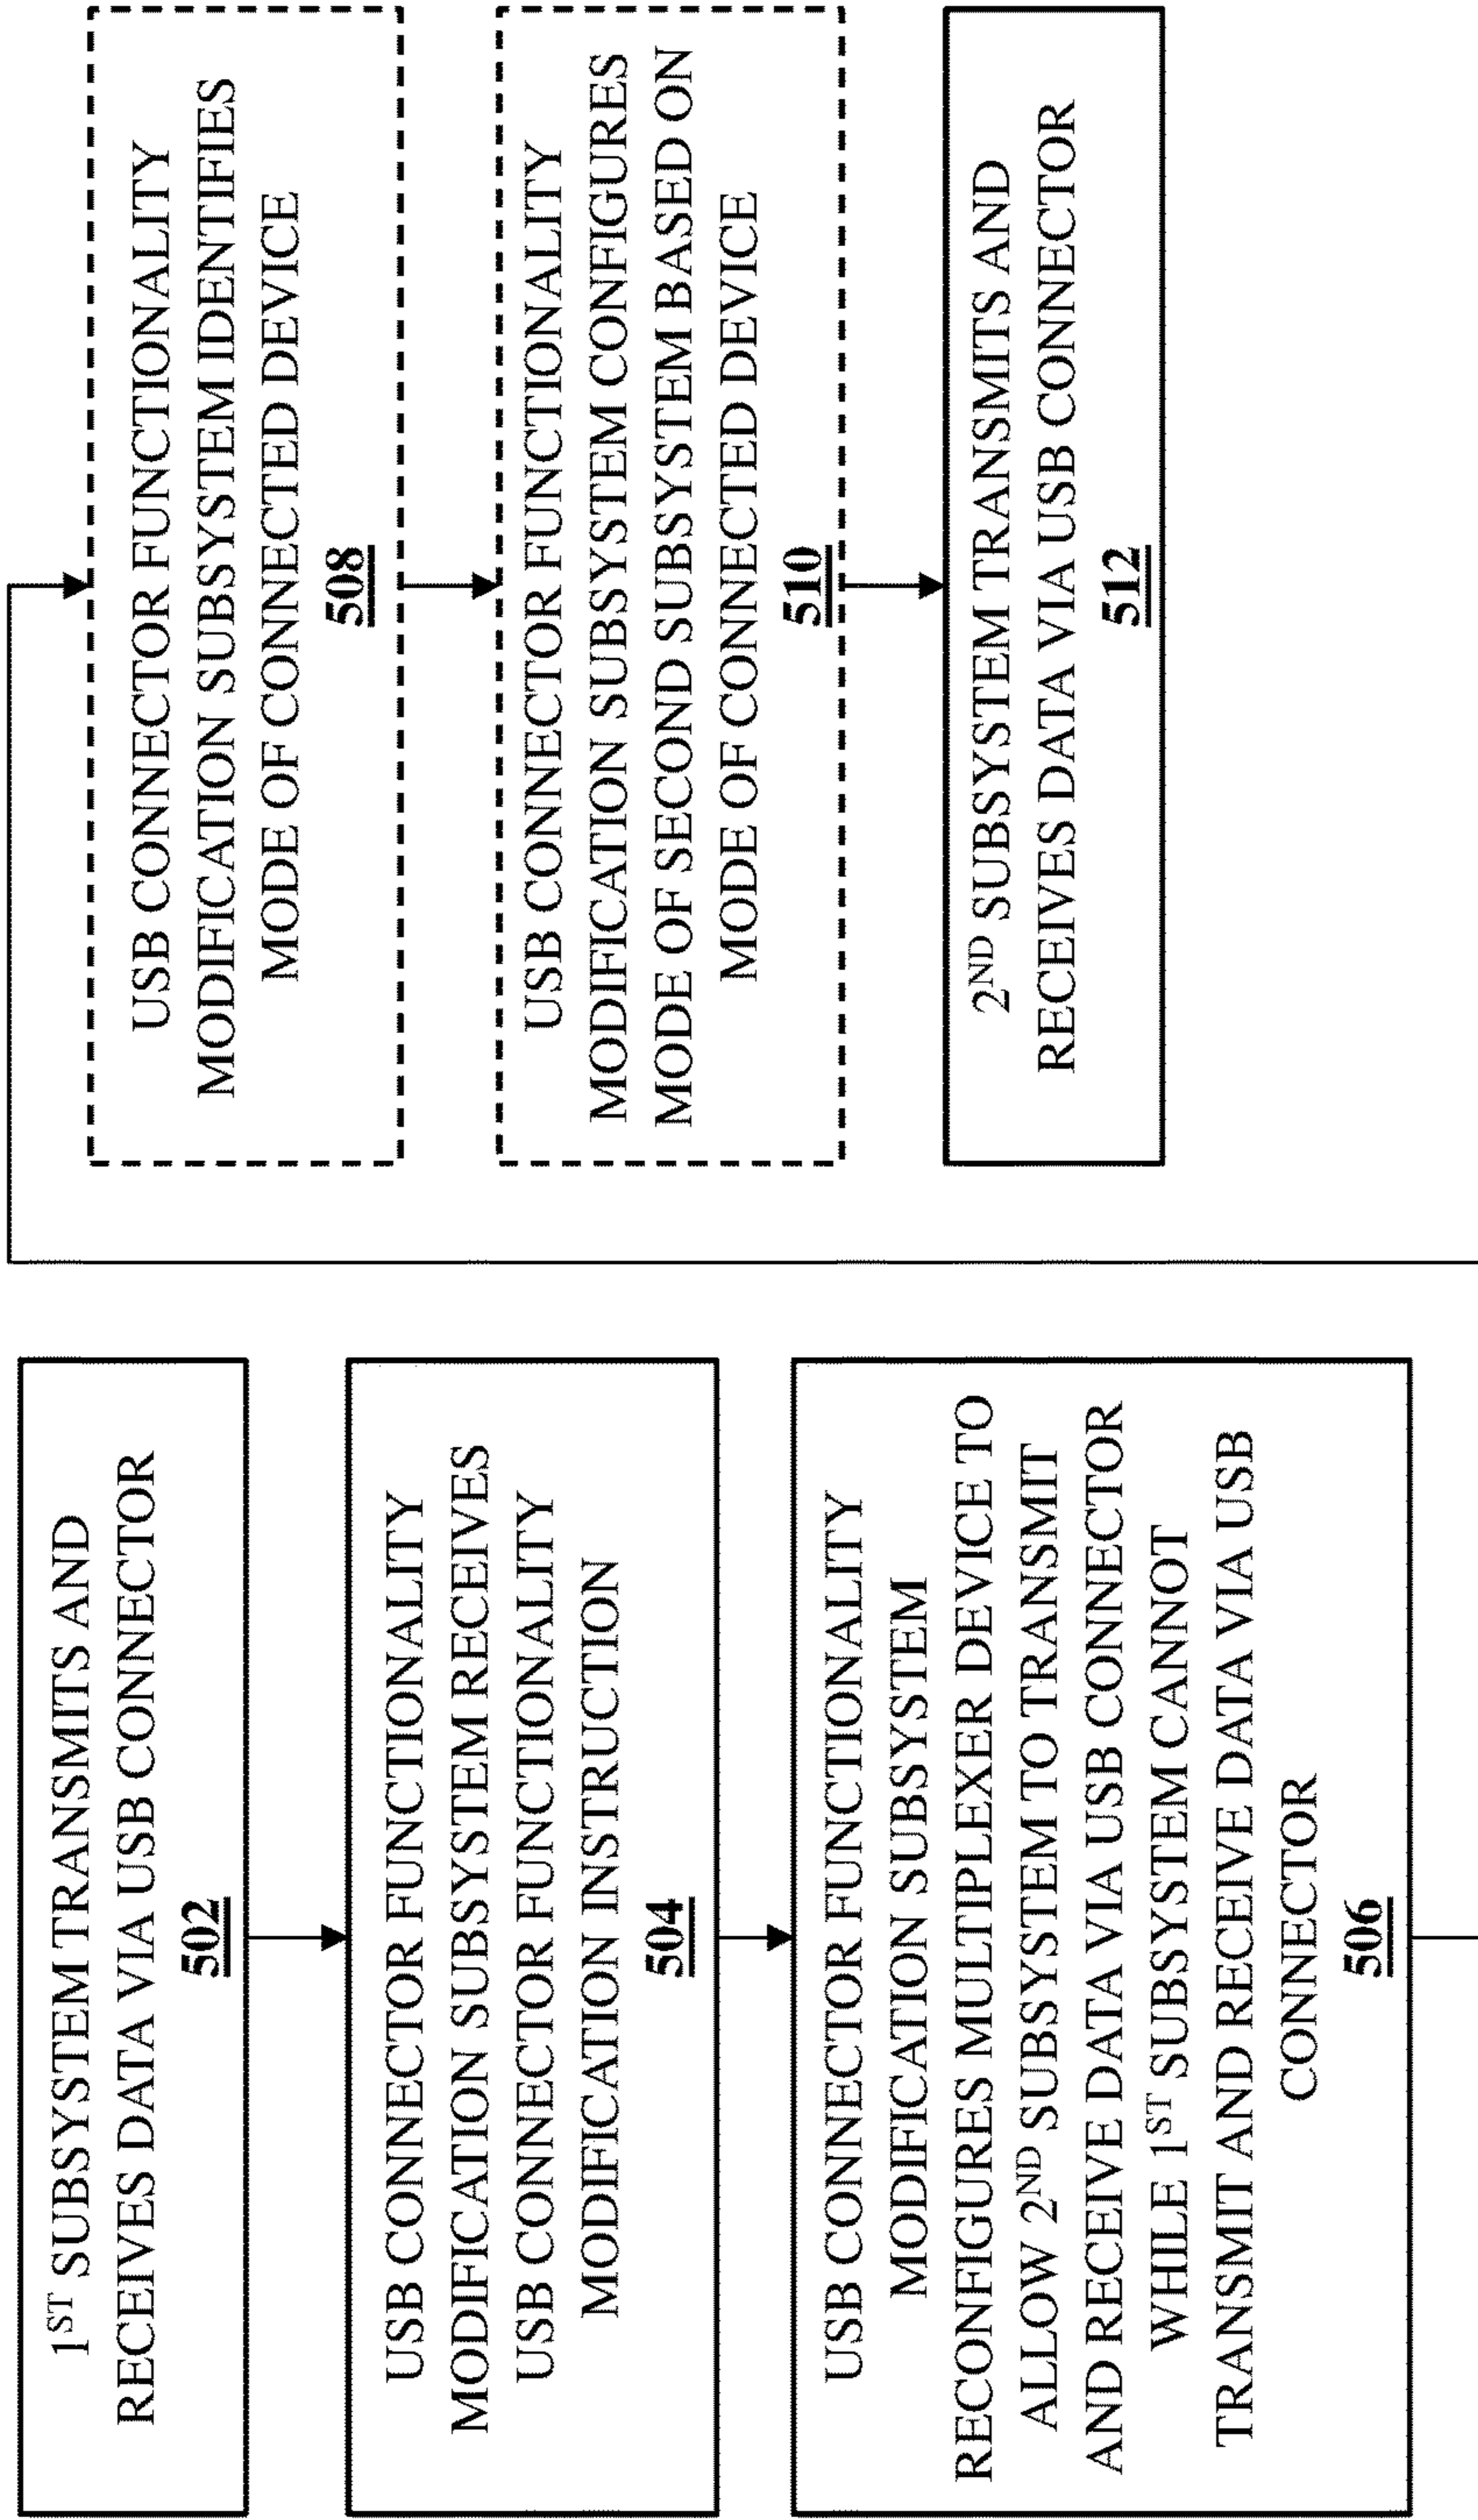 1ST SUBSYSTEM TRANSMITS AND
RECEIVES DATA VIA USB CONNECTOR
502
USB CONNECTOR FUNCTIONALITY
MODIFICATION SUBSYSTEM RECEIVES
USB CONNECTOR FUNCTIONALITY
MODIFICATION INSTRUCTION
504
USB CONNECTOR FUNCTIONALITY
MODIFICATION SUBSYSTEM
RECONFIGURES MULTIPLEXER DEVICE TO
ALLOW 2ND SUBSYSTEM TO TRANSMIT
AND RECEIVE DATA VIA USB CONNECTOR
WHILE 1ST SUBSYSTEM CANNOT
TRANSMIT AND RECEIVE DATA VIA USB
CONNECTOR
506
USB CONNECTOR FUNCTIONALITY
MODIFICATION SUBSYSTEM IDENTIFIES
MODE OF CONNECTED DEVICE
508
USB CONNECTOR FUNCTIONALITY
MODIFICATION SUBSYSTEM CONFIGURES
MODE OF SECOND SUBSYSTEM BASED ON
MODE OF CONNECTED DEVICE
510
2ND SUBSYSTEM TRANSMITS AND
RECEIVES DATA VIA USB CONNECTOR
512